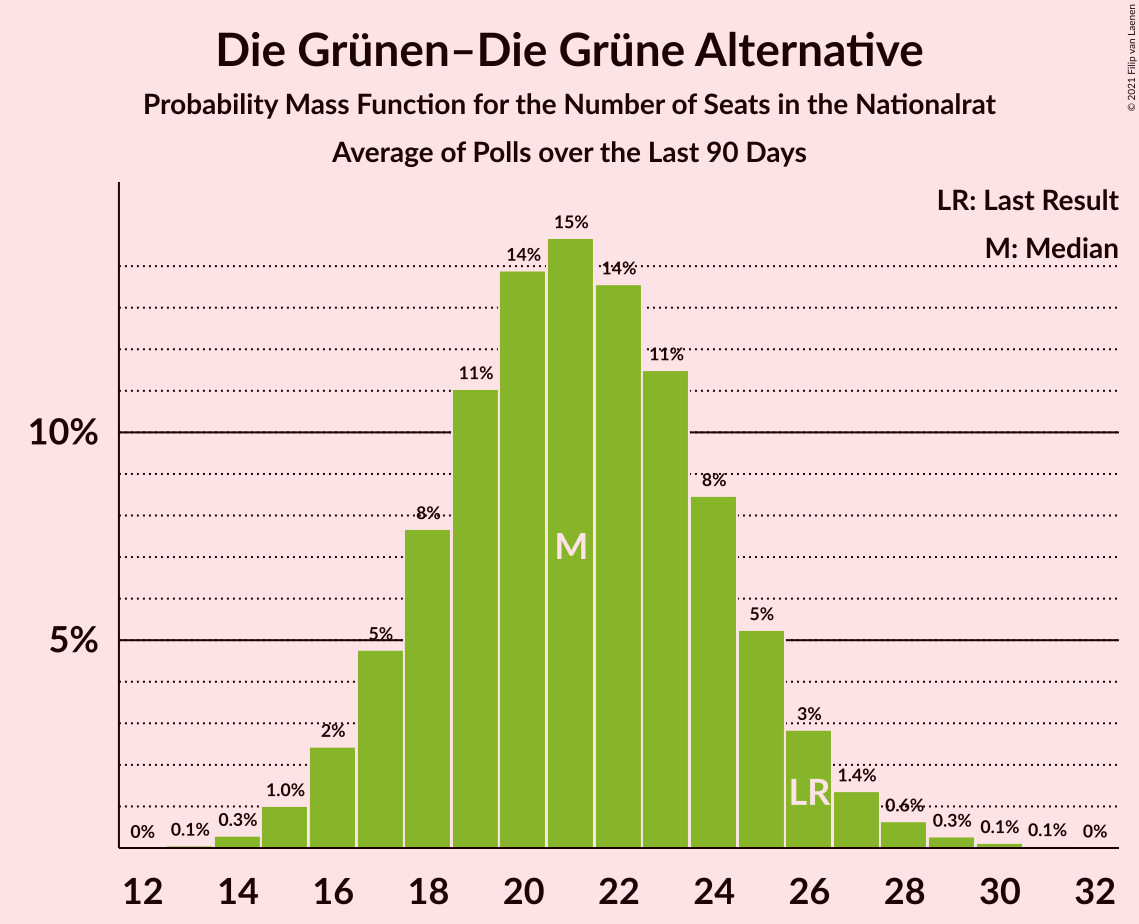 Die Grünen–Die Grüne Alternative
Probability Mass Function for the Number of Seats in the Nationalrat
Average of Polls over the Last 90 Days
© 2021 Filip van Laenen
LR: Last Result
M: Median
10%
5%
0%
0.1%
0.3%
1.0%
2%
5%
8%
11%
14%
15%
14%
11%
8%
5%
3%
1.4%
0.6%
0.3%
0.1%
0.1%
0%
M
LR
12 14 16 18 20 22 24 26 28 30 32